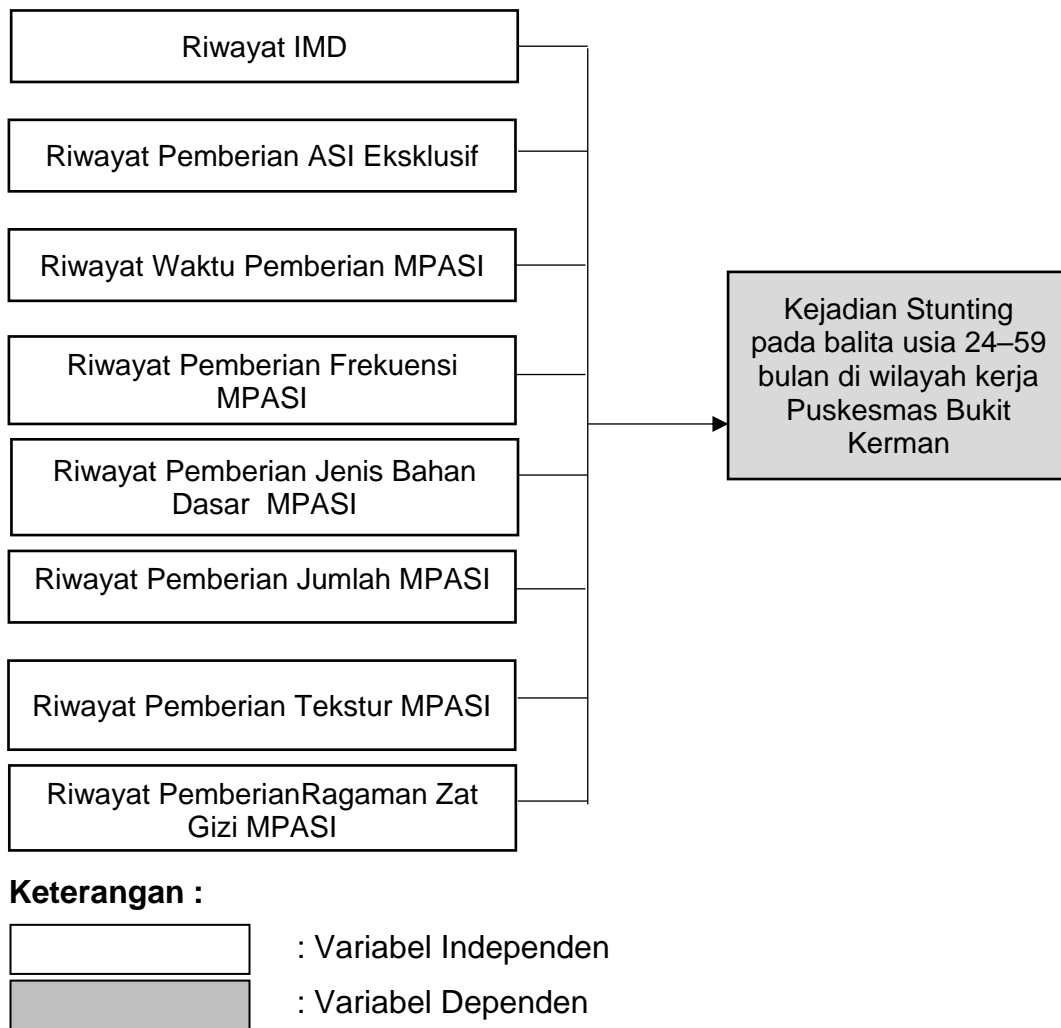 Riwayat IMD
Riwayat Pemberian ASI Eksklusif
Riwayat Waktu Pemberian MPASI
Riwayat Pemberian Frekuensi
MPASI
Riwayat Pemberian Jenis Bahan
Dasar MPASI
Riwayat Pemberian Jumlah MPASI
Riwayat Pemberian Tekstur MPASI
Riwayat PemberianRagaman Zat
Gizi MPASI
Kejadian Stunting
pada balita usia 24–59
bulan di wilayah kerja
Puskesmas Bukit
Kerman
Keterangan :
: Variabel Independen
: Variabel Dependen